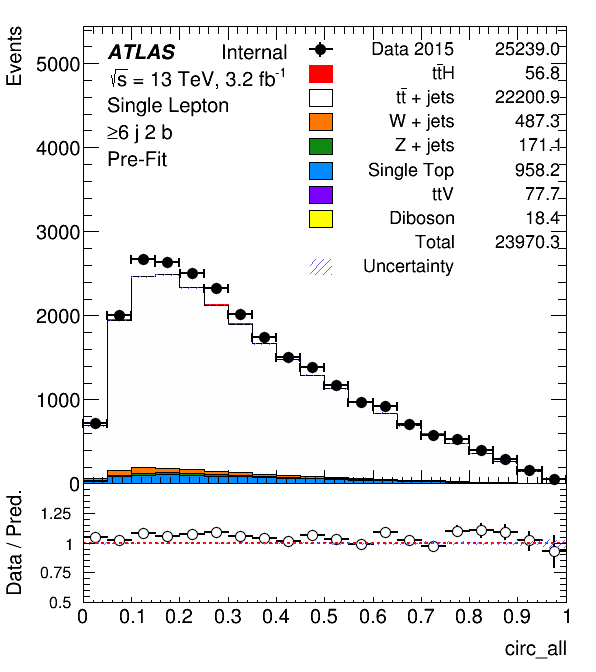 Events
ATLAS Internal
√s = 13 TeV, 3.2 fb-1
Single Lepton
≥6 j 2 b
Pre-Fit
Data 2015 25239.0
tt̄H 56.8
tt̄ + jets 22200.9
W + jets 487.3
Z + jets 171.1
Single Top 958.2
ttV 77.7
Diboson 18.4
Total 23970.3
Uncertainty
5000
4000
3000
2000
1000
0
Data / Pred.
1.25
1
0.75
0.5
0 0.1 0.2 0.3 0.4 0.5 0.6 0.7 0.8 0.9 1
circ_all